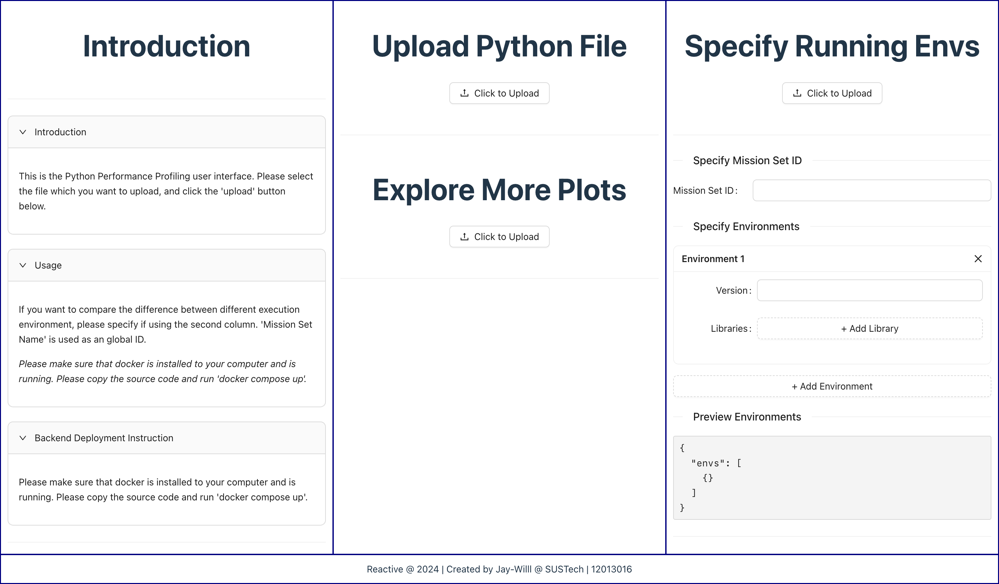 Introduction
Introduction
This is the Python Performance Profiling user interface. Please select
the file which you want to upload, and click the 'upload' button
below.
Usage
If you want to compare the difference between different execution
environment, please specify if using the second column. 'Mission Set
Name' is used as an global ID.
Please make sure that docker is installed to your computer and is
running. Please copy the source code and run 'docker compose up'.
Backend Deployment Instruction
Please make sure that docker is installed to your computer and is
running. Please copy the source code and run 'docker compose up'.
Upload Python File
Click to Upload
Explore More Plots
Click to Upload
Specify Running Envs
Click to Upload
Specify Mission Set ID
Mission Set ID :
Specify Environments
Environment 1
Version :
Libraries :
+ Add Library
+ Add Environment
Preview Environments
{
"envs": [
{}
]
}
Reactive @ 2024 | Created by Jay-Willl @ SUSTech | 12013016